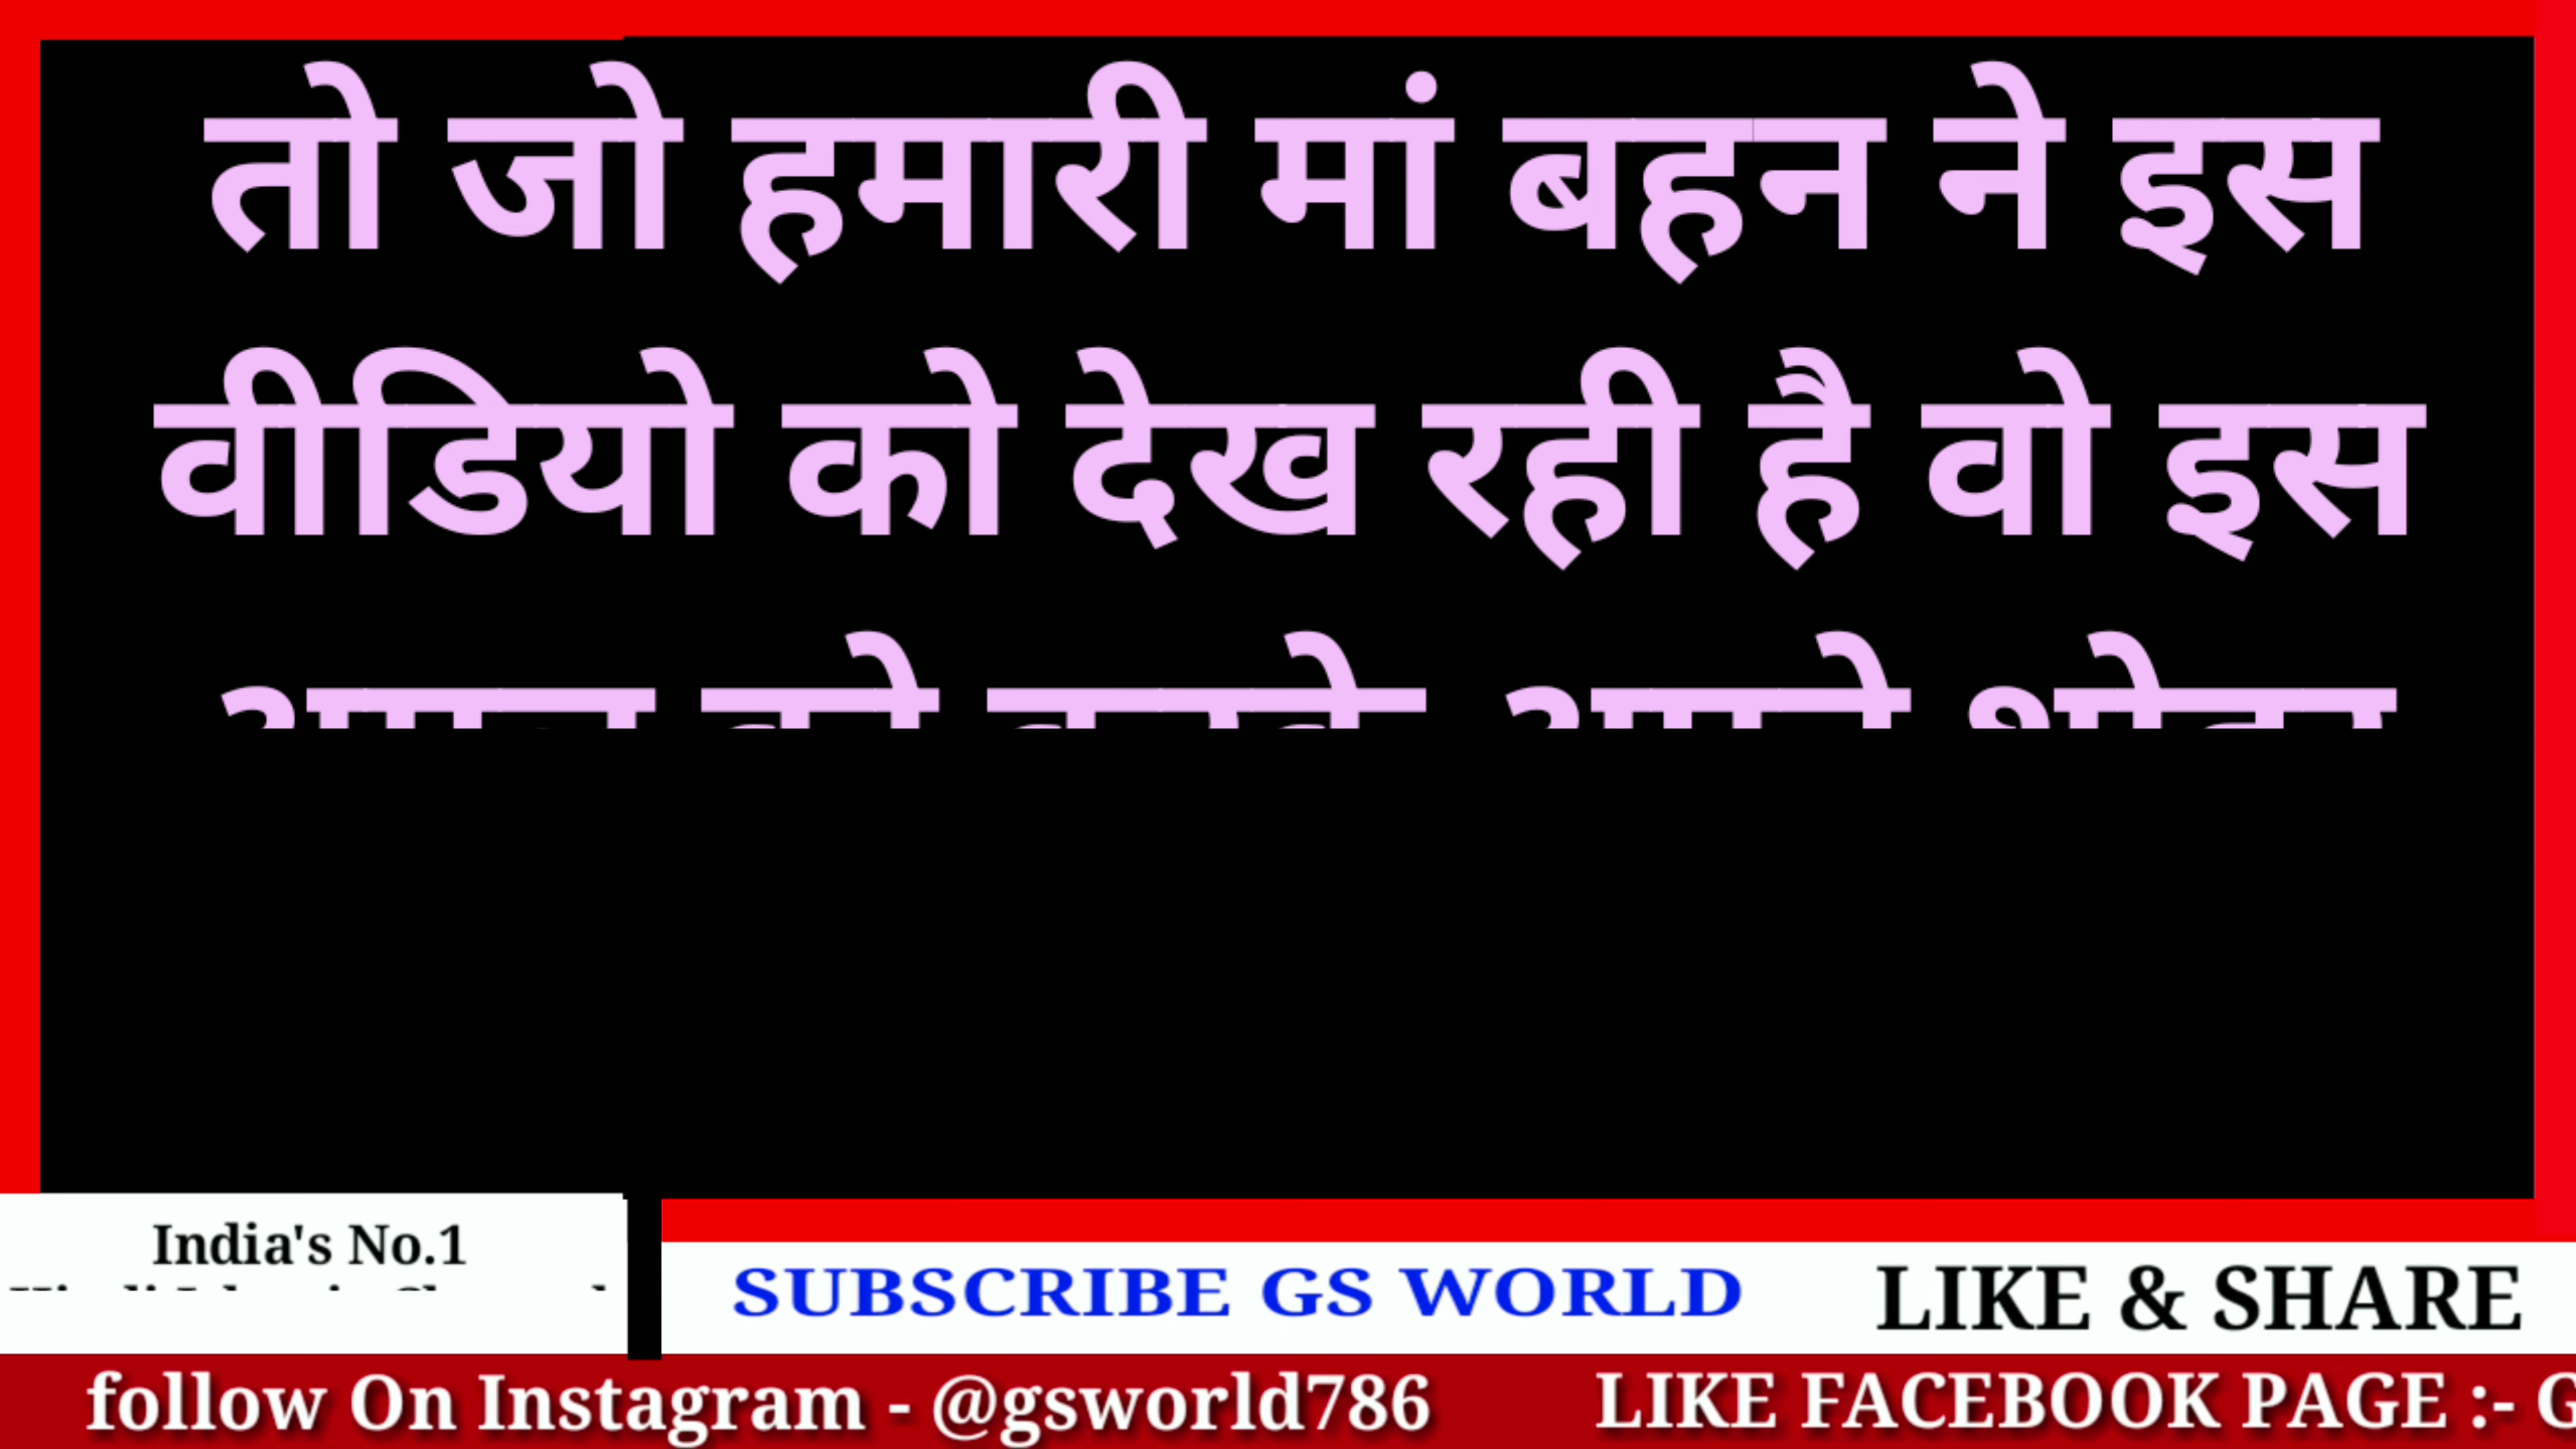 तो जो हमारी मां बहन ने इस
वीडियो को देख रही है वो इस
India's No.1
SUBSCRIBE GS WORLD
LIKE & SHARE
follow On Instagram - @gsworld786
LIKE FACEBOOK PAGE :- G